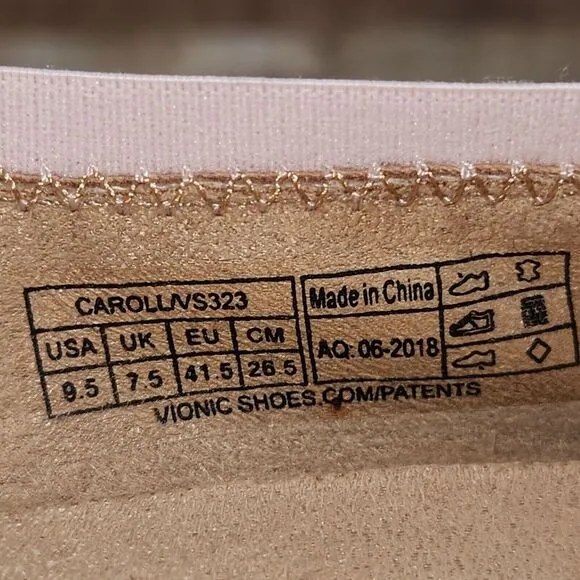 CAROLL/VS323
USA UK EU CM
9.5 7.5 41.5 26.5
Made in China
AQ: 06-2018
VIONIC SHOES.COM/PATENTS